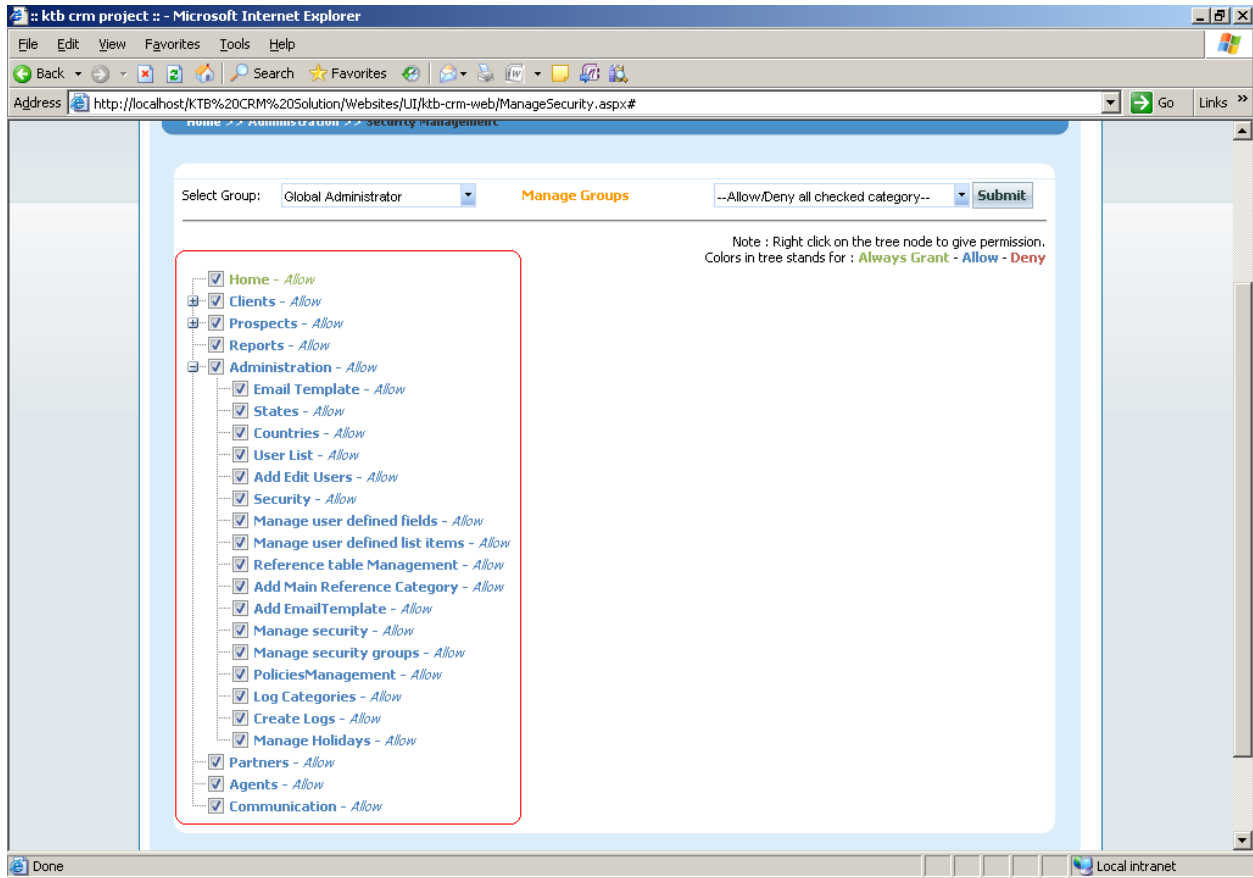 :: ktb crm project :: - Microsoft Internet Explorer
File Edit View Favorites Tools Help
Back Search Favorites
Address http://localhost/KTB%20CRM%20Solution/Websites/UI/ktb-crm-web/ManageSecurity.aspx# Go Links »
Home >> Administration >> Security Management
Select Group: Global Administrator Manage Groups --Allow/Deny all checked category-- Submit
Note : Right click on the tree node to give permission.
Colors in tree stands for : Always Grant - Allow - Deny
Home - Allow
Clients - Allow
Prospects - Allow
Reports - Allow
Administration - Allow
Email Template - Allow
States - Allow
Countries - Allow
User List - Allow
Add Edit Users - Allow
Security - Allow
Manage user defined fields - Allow
Manage user defined list items - Allow
Reference table Management - Allow
Add Main Reference Category - Allow
Add EmailTemplate - Allow
Manage security - Allow
Manage security groups - Allow
PoliciesManagement - Allow
Log Categories - Allow
Create Logs - Allow
Manage Holidays - Allow
Partners - Allow
Agents - Allow
Communication - Allow
Done Local intranet